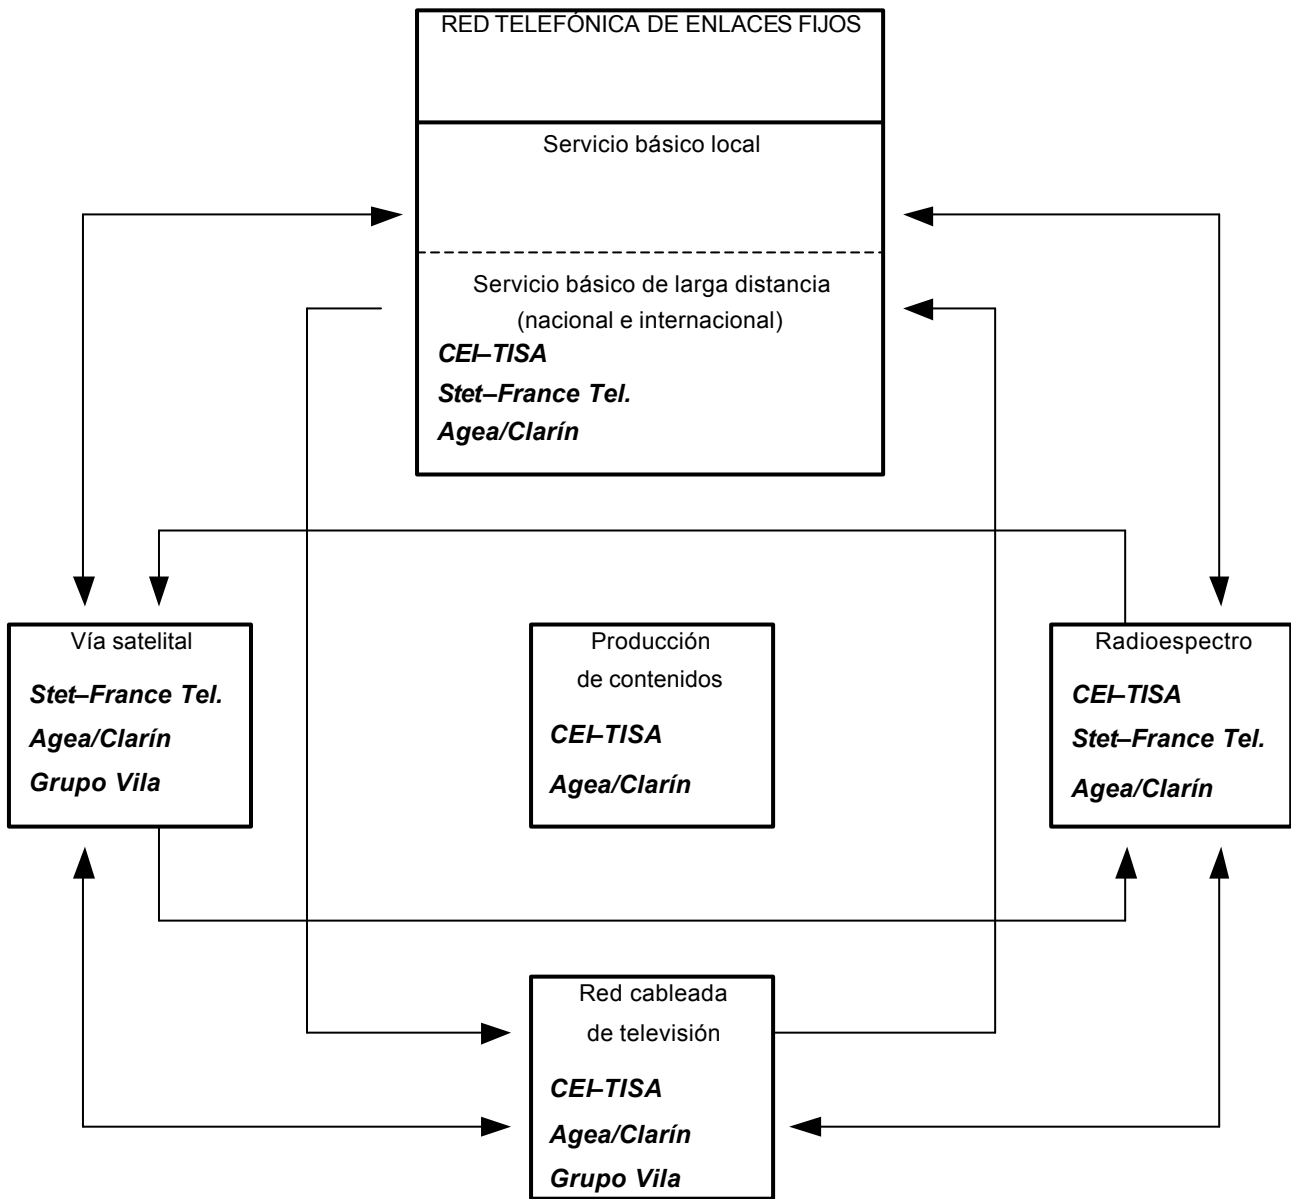 RED TELEFÓNICA DE ENLACES FIJOS
Servicio básico local
Servicio básico de larga distancia
(nacional e internacional)
CEI–TISA
Stet–France Tel.
Agea/Clarín
Vía satelital
Stet–France Tel.
Agea/Clarín
Grupo Vila
Producción
de contenidos
CEI–TISA
Agea/Clarín
Radioespectro
CEI–TISA
Stet–France Tel.
Agea/Clarín
Red cableada
de televisión
CEI–TISA
Agea/Clarín
Grupo Vila